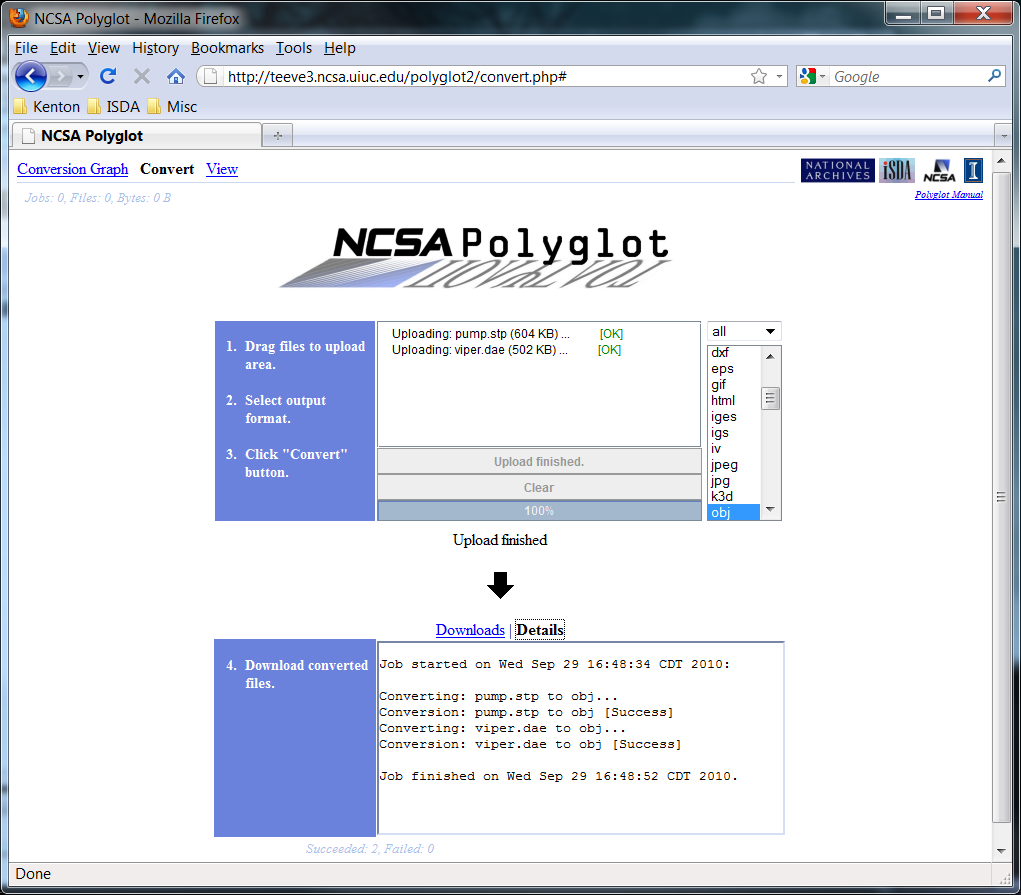 NCSA Polyglot - Mozilla Firefox
File Edit View History Bookmarks Tools Help
http://teeve3.ncsa.uiuc.edu/polyglot2/convert.php#
Google
Kenton ISDA Misc
NCSA Polyglot
Conversion Graph Convert View
NATIONAL
ARCHIVES
iSDA
NCSA
I
Jobs: 0, Files: 0, Bytes: 0 B
Polyglot Manual
NCSA Polyglot
1. Drag files to upload
area.
2. Select output
format.
3. Click "Convert"
button.
Uploading: pump.stp (604 KB) ... [OK]
Uploading: viper.dae (502 KB) ... [OK]
Upload finished.
Clear
100%
all
dxf
eps
gif
html
iges
igs
iv
jpeg
jpg
k3d
obj
Upload finished
Downloads | Details
4. Download converted
files.
Job started on Wed Sep 29 16:48:34 CDT 2010:
Converting: pump.stp to obj...
Conversion: pump.stp to obj [Success]
Converting: viper.dae to obj...
Conversion: viper.dae to obj [Success]
Job finished on Wed Sep 29 16:48:52 CDT 2010.
Succeeded: 2, Failed: 0
Done